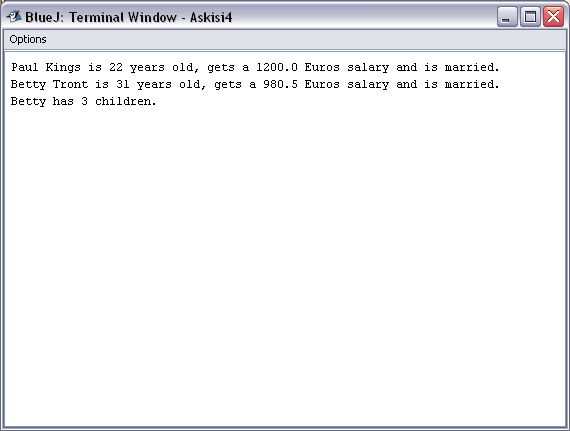 BlueJ: Terminal Window - Askisi4
Options
Paul Kings is 22 years old, gets a 1200.0 Euros salary and is married.
Betty Tront is 31 years old, gets a 980.5 Euros salary and is married.
Betty has 3 children.